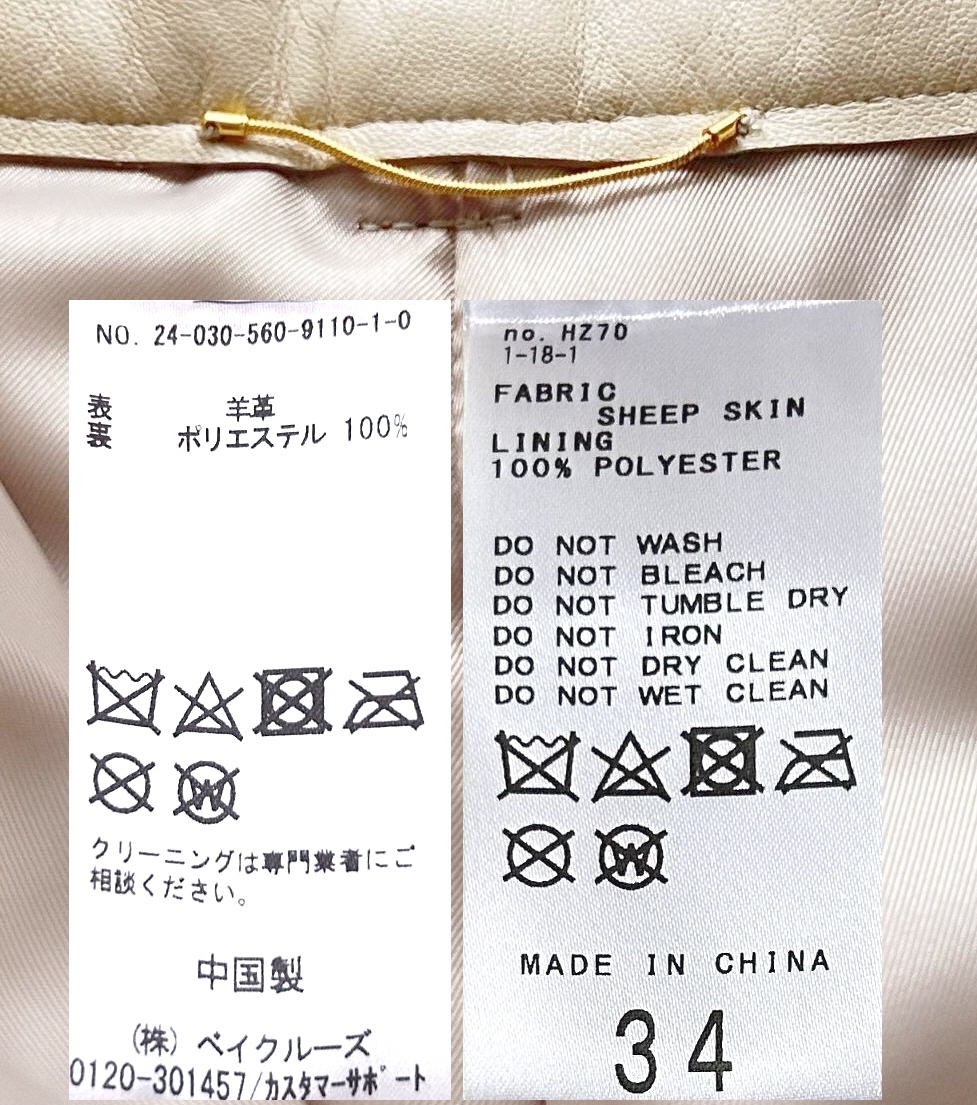 NO. 24-030-560-9110-1-0
表 羊革
裏 ポリエステル 100%
クリーニングは専門業者にご
相談ください。
中国製
(株) ベイクルーズ
0120-301457/カスタマーサポート
no. HZ70
1-18-1
FABRIC
SHEEP SKIN
LINING
100% POLYESTER
DO NOT WASH
DO NOT BLEACH
DO NOT TUMBLE DRY
DO NOT IRON
DO NOT DRY CLEAN
DO NOT WET CLEAN
MADE IN CHINA
34